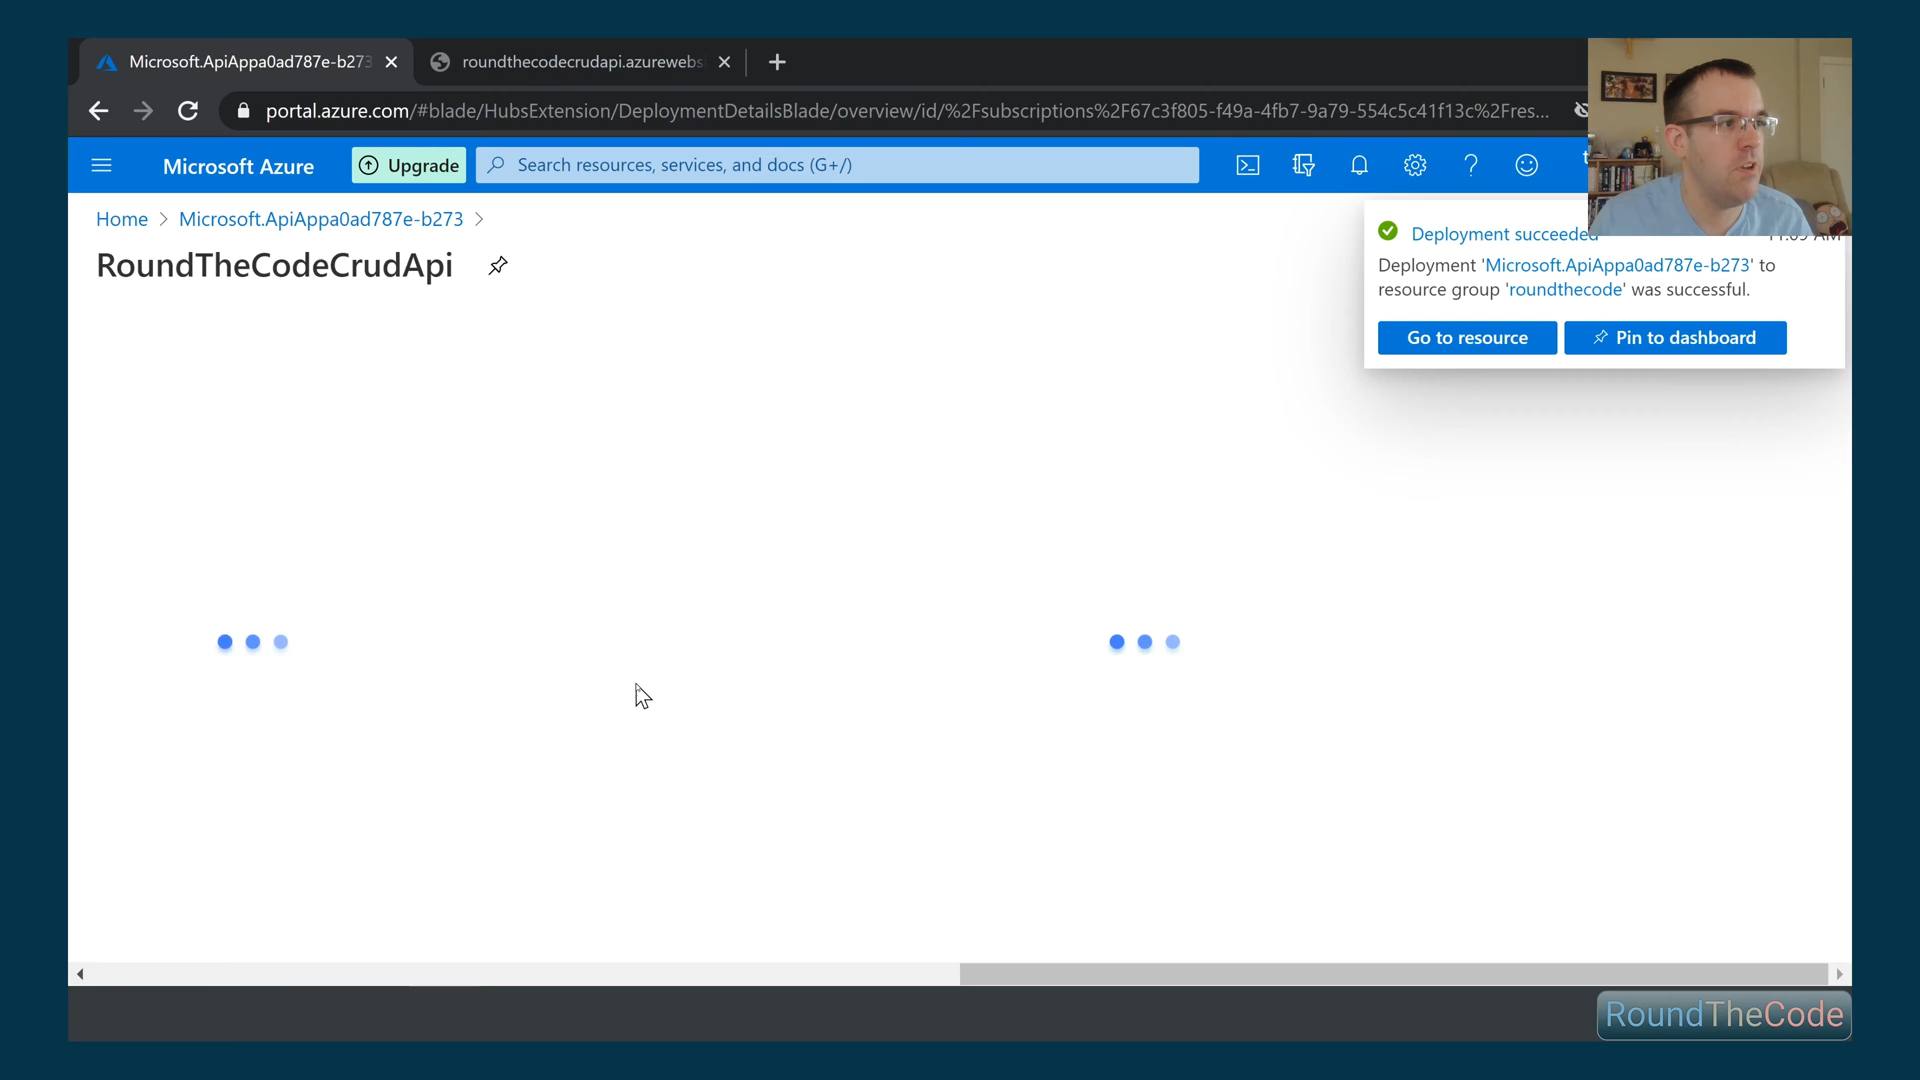 Microsoft.ApiAppa0ad787e-b273
roundthecodecrudapi.azurewebs
portal.azure.com/#blade/HubsExtension/DeploymentDetailsBlade/overview/id/%2Fsubscriptions%2F67c3f805-f49a-4fb7-9a79-554c5c41f13c%2Fres...
Microsoft Azure
Upgrade
Search resources, services, and docs (G+/)
Home > Microsoft.ApiAppa0ad787e-b273 >
RoundTheCodeCrudApi
Deployment succeeded
Deployment 'Microsoft.ApiAppa0ad787e-b273' to
resource group 'roundthecode' was successful.
Go to resource
Pin to dashboard
RoundTheCode